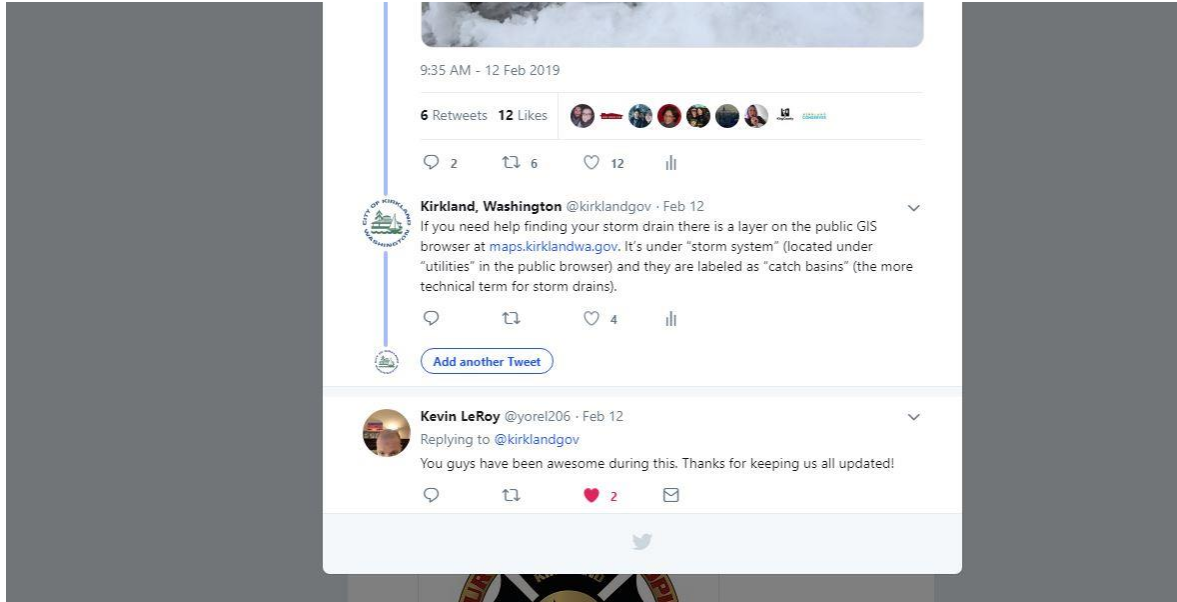 9:35 AM - 12 Feb 2019
6 Retweets 12 Likes
2 6 12
CITY OF KIRKLAND
WASHINGTON
Kirkland, Washington @kirklandgov · Feb 12
If you need help finding your storm drain there is a layer on the public GIS
browser at maps.kirklandwa.gov. It's under "storm system" (located under
"utilities" in the public browser) and they are labeled as "catch basins" (the more
technical term for storm drains).
4
Add another Tweet
Kevin LeRoy @yorel206 · Feb 12
Replying to @kirklandgov
You guys have been awesome during this. Thanks for keeping us all updated!
2